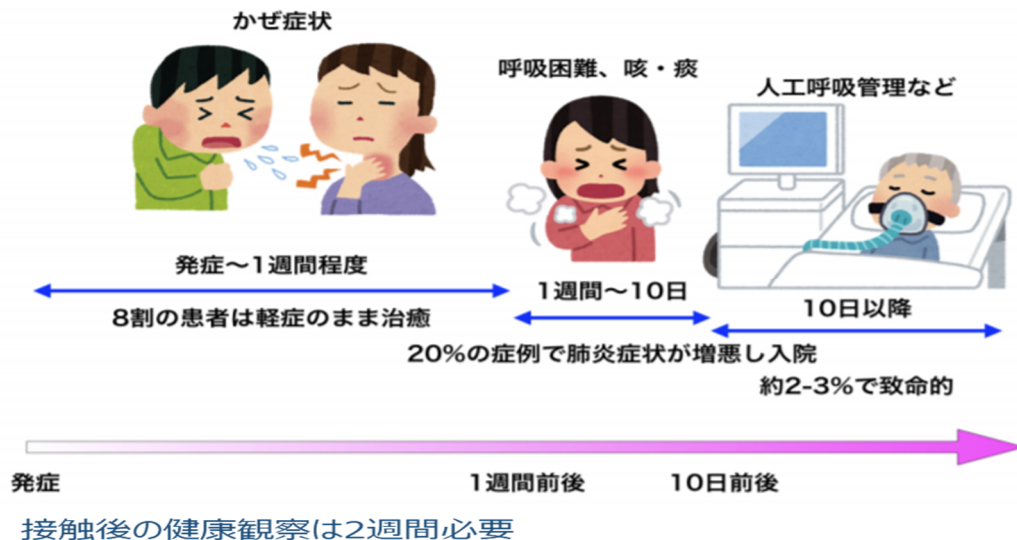 かぜ症状
呼吸困難、咳・痰
人工呼吸管理など
発症〜1週間程度
8割の患者は軽症のまま治癒
1週間〜10日
20%の症例で肺炎症状が増悪し入院
10日以降
約2-3%で致命的
発症
1週間前後
10日前後
接触後の健康観察は2週間必要